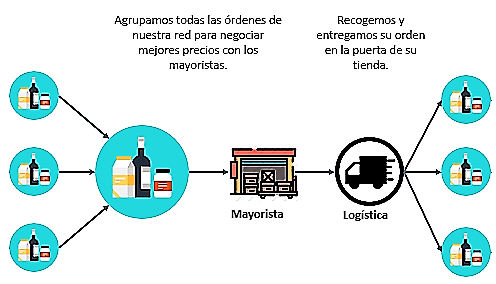 Agrupamos todas las órdenes de
nuestra red para negociar
mejores precios con los
mayoristas.
Recogemos y
entregamos su orden
en la puerta de su
tienda.
Mayorista
Logística